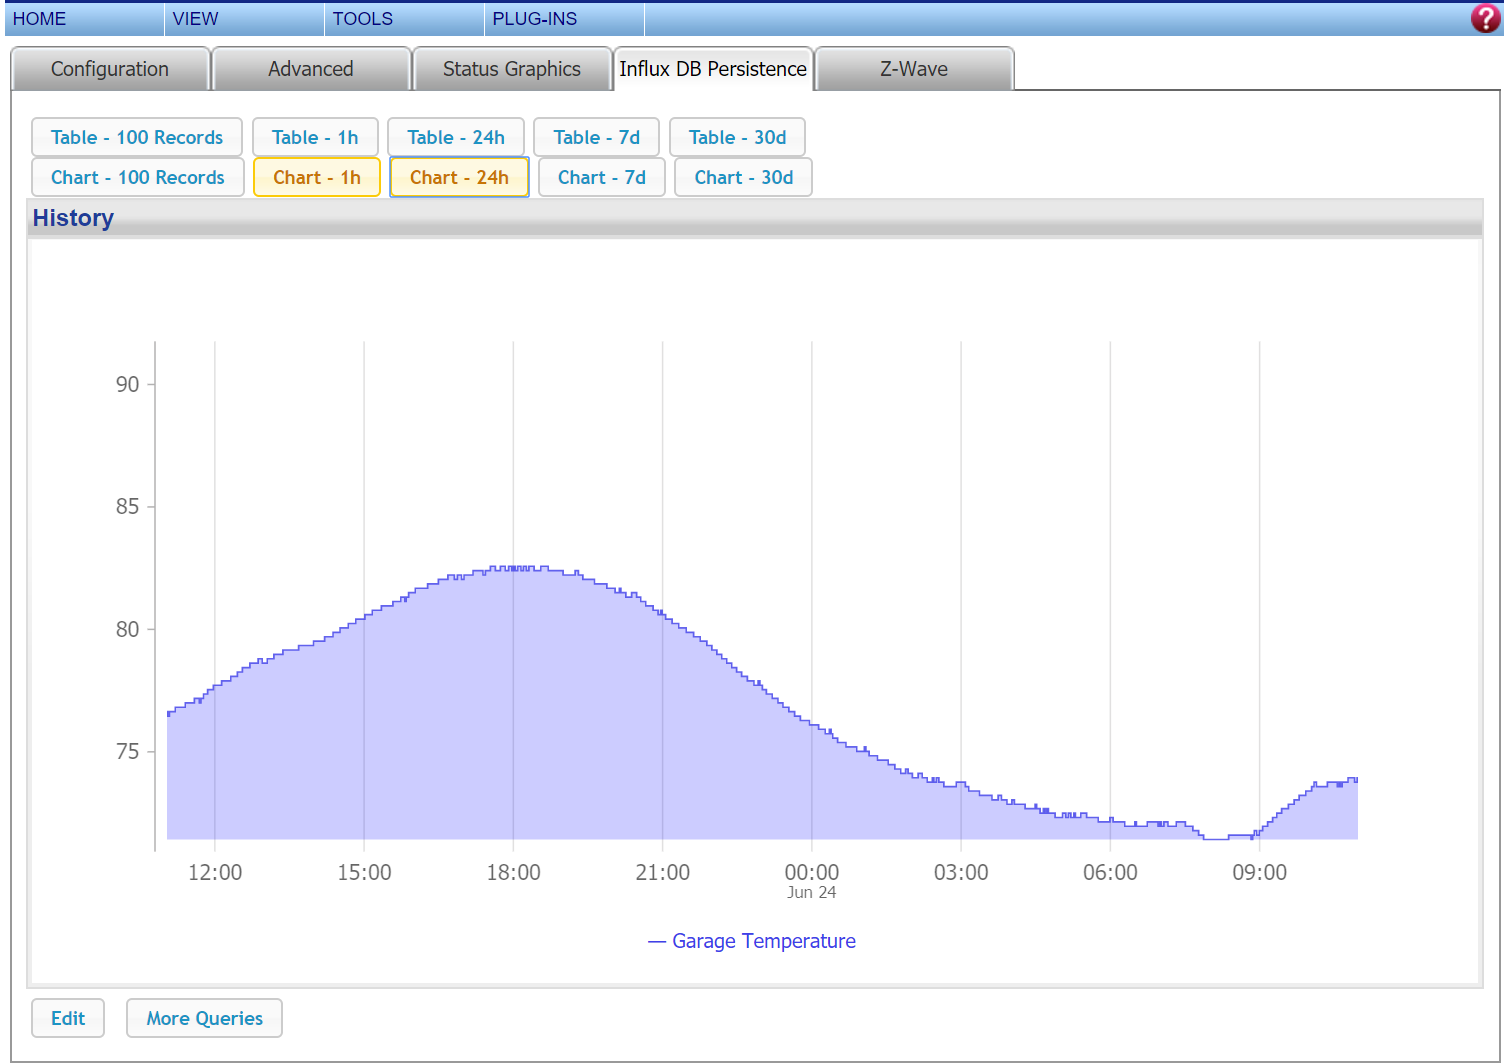 HOME VIEW TOOLS PLUG-INS ?
Configuration Advanced Status Graphics Influx DB Persistence Z-Wave
Table - 100 Records Table - 1h Table - 24h Table - 7d Table - 30d
Chart - 100 Records Chart - 1h Chart - 24h Chart - 7d Chart - 30d
History
90
85
80
75
12:00 15:00 18:00 21:00 00:00 03:00 06:00 09:00
Jun 24
— Garage Temperature
Edit More Queries